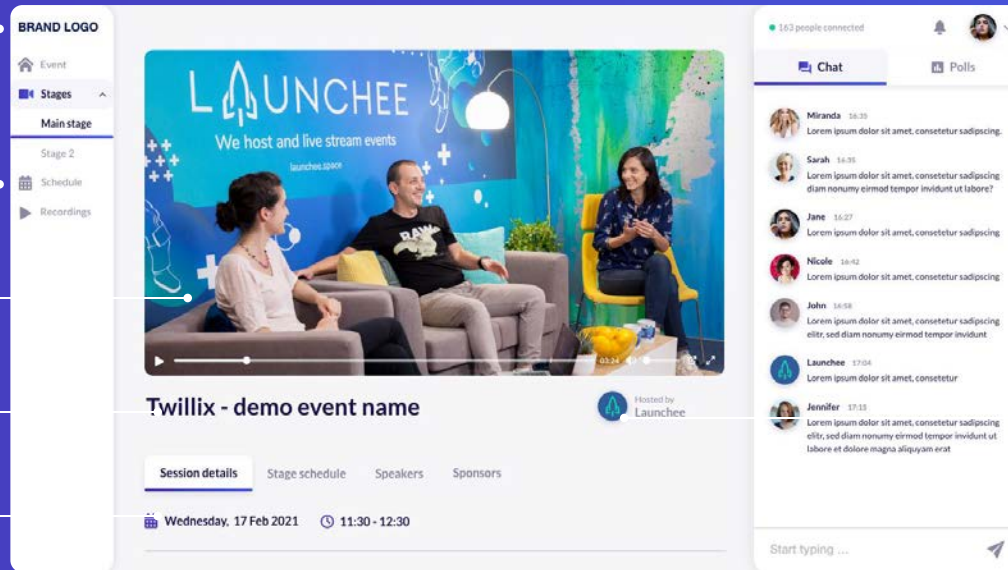 BRAND LOGO
Event
Stages
Main stage
Stage 2
Schedule
Recordings
LAUNCHEE
We host and live stream events
launchee.space
RAW
03:24
Twillix - demo event name
Hosted by
Launchee
Session details
Stage schedule
Speakers
Sponsors
Wednesday, 17 Feb 2021
11:30 - 12:30
163 people connected
Chat
Polls
Miranda 16:35
Lorem ipsum dolor sit amet, consetetur sadipscing.
Sarah 16:35
Lorem ipsum dolor sit amet, consetetur sadipscing
diam nonumy eirmod tempor invidunt ut labore?
Jane 16:27
Lorem ipsum dolor sit amet, consetetur sadipscing
Nicole 16:42
Lorem ipsum dolor sit amet, consetetur sadipscing
John 16:58
Lorem ipsum dolor sit amet, consetetur sadipscing
elitr, sed diam nonumy eirmod tempor invidunt
Launchee 17:04
Lorem ipsum dolor sit amet, consetetur
Jennifer 17:11
Lorem ipsum dolor sit amet, consetetur sadipscing
elitr, sed diam nonumy eirmod tempor invidunt ut
labore et dolore magna aliquyam erat
Start typing ...